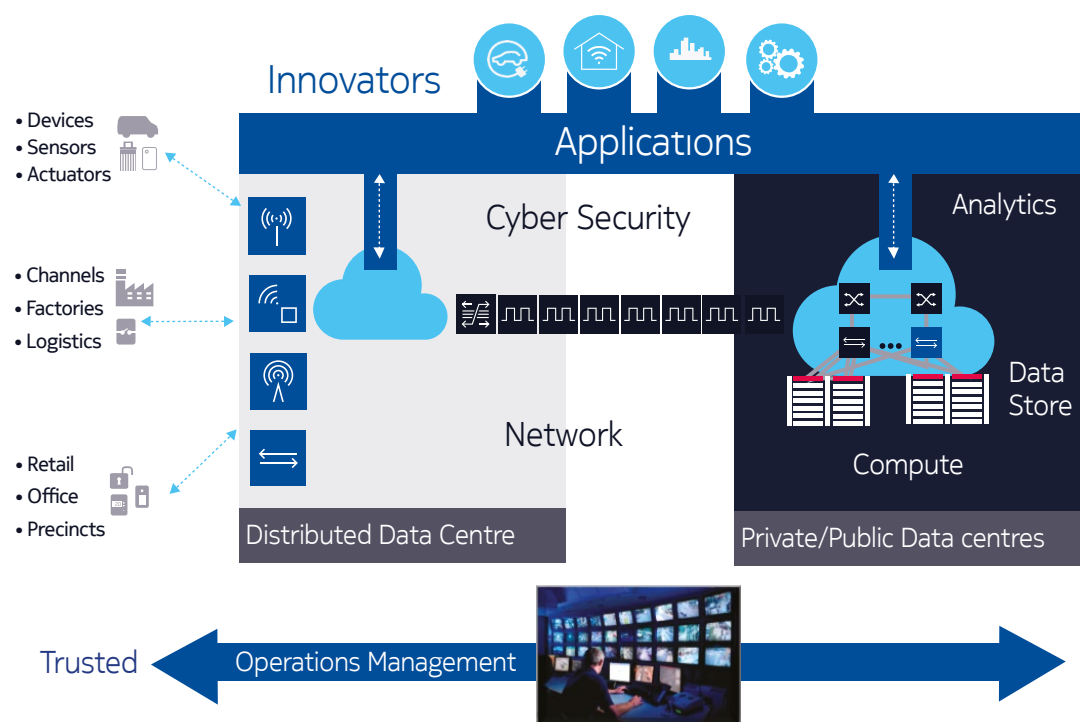 Innovators
Applications
• Devices
• Sensors
• Actuators
• Channels
• Factories
• Logistics
• Retail
• Office
• Precincts
Cyber Security
Network
Analytics
Data
Store
Compute
Distributed Data Centre
Private/Public Data centres
Trusted
Operations Management